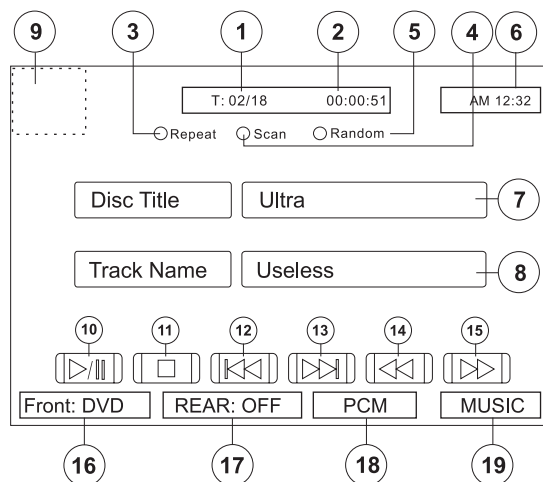 9 3 1 2 5 4 6
T: 02/18 00:00:51 AM 12:32
Repeat Scan Random
Disc Title Ultra 7
Track Name Useless 8
10 11 12 13 14 15
Front: DVD REAR: OFF PCM MUSIC
16 17 18 19